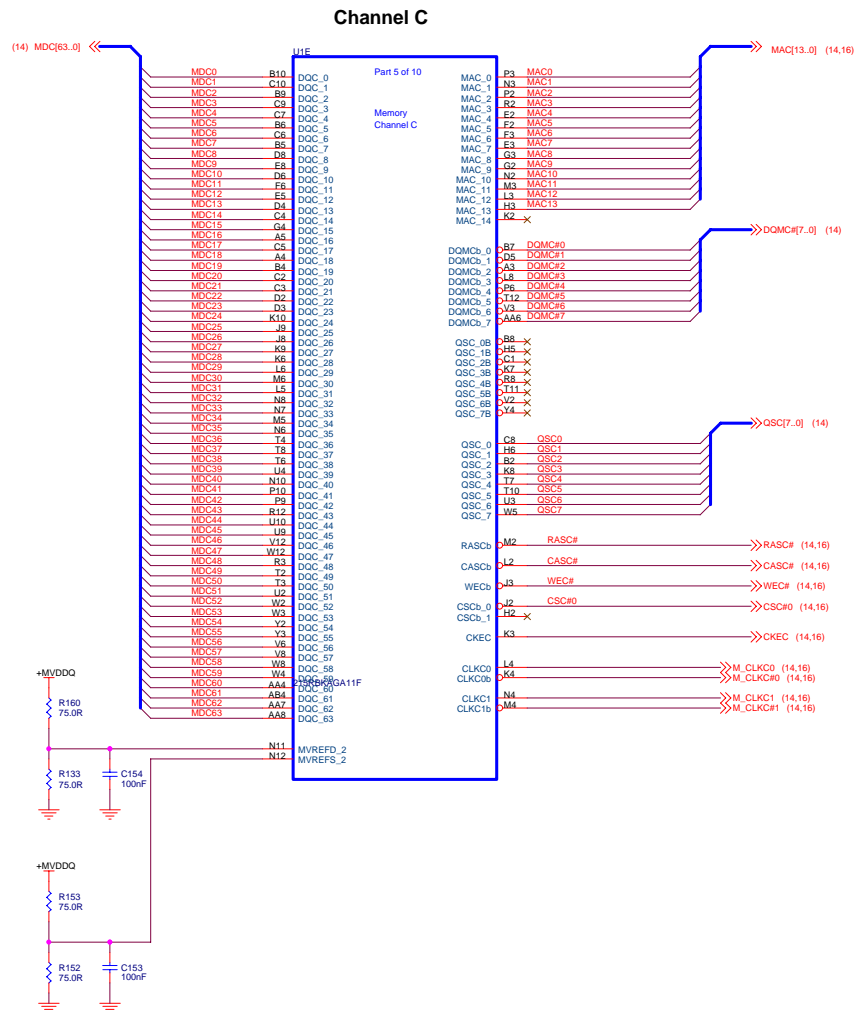 Channel C
(14) MDC[63..0]
U1E
MAC[13..0] (14,16)
Part 5 of 10
Memory
Channel C
MDC0 B10 DQC_0 MAC_0 P3 MAC0
MDC1 C10 DQC_1 MAC_1 N3 MAC1
MDC2 B9 DQC_2 MAC_2 P2 MAC2
MDC3 C9 DQC_3 MAC_3 R2 MAC3
MDC4 C7 DQC_4 MAC_4 E2 MAC4
MDC5 B6 DQC_5 MAC_5 F2 MAC5
MDC6 C6 DQC_6 MAC_6 F3 MAC6
MDC7 B5 DQC_7 MAC_7 E3 MAC7
MDC8 D8 DQC_8 MAC_8 G3 MAC8
MDC9 E8 DQC_9 MAC_9 G2 MAC9
MDC10 D6 DQC_10 MAC_10 N2 MAC10
MDC11 F6 DQC_11 MAC_11 M3 MAC11
MDC12 E5 DQC_12 MAC_12 L3 MAC12
MDC13 D4 DQC_13 MAC_13 H3 MAC13
MDC14 C4 DQC_14 MAC_14 K2
MDC15 G4 DQC_15
DQMC#[7..0] (14)
MDC16 A5 DQC_16
MDC17 C5 DQC_17 DQMCb_0 B7 DQMC#0
MDC18 A4 DQC_18 DQMCb_1 D5 DQMC#1
MDC19 B4 DQC_19 DQMCb_2 A3 DQMC#2
MDC20 C2 DQC_20 DQMCb_3 L8 DQMC#3
MDC21 C3 DQC_21 DQMCb_4 P6 DQMC#4
MDC22 D2 DQC_22 DQMCb_5 T12 DQMC#5
MDC23 D3 DQC_23 DQMCb_6 V3 DQMC#6
MDC24 K10 DQC_24 DQMCb_7 AA6 DQMC#7
MDC25 J9 DQC_25
MDC26 J8 DQC_26 QSC_0B B8
MDC27 K9 DQC_27 QSC_1B H5
MDC28 K6 DQC_28 QSC_2B C1
MDC29 L6 DQC_29 QSC_3B K7
MDC30 M6 DQC_30 QSC_4B R8
MDC31 L5 DQC_31 QSC_5B T11
MDC32 N8 DQC_32 QSC_6B V2
MDC33 N7 DQC_33 QSC_7B Y4
MDC34 M5 DQC_34
QSC[7..0] (14)
MDC35 N6 DQC_35
MDC36 T4 DQC_36 QSC_0 C8 QSC0
MDC37 T8 DQC_37 QSC_1 H6 QSC1
MDC38 T6 DQC_38 QSC_2 B2 QSC2
MDC39 U4 DQC_39 QSC_3 K8 QSC3
MDC40 N10 DQC_40 QSC_4 T7 QSC4
MDC41 P10 DQC_41 QSC_5 T10 QSC5
MDC42 P9 DQC_42 QSC_6 U3 QSC6
MDC43 R12 DQC_43 QSC_7 W5 QSC7
MDC44 U10 DQC_44
MDC45 U9 DQC_45
MDC46 V12 DQC_46 RASCb M2 RASC# RASC# (14,16)
MDC47 W12 DQC_47
MDC48 R3 DQC_48 CASCb L2 CASC# CASC# (14,16)
MDC49 T2 DQC_49
MDC50 T3 DQC_50 WECb J3 WEC# WEC# (14,16)
MDC51 U2 DQC_51
MDC52 W2 DQC_52 CSCb_0 J2 CSC#0 CSC#0 (14,16)
MDC53 W3 DQC_53 CSCb_1 H2
MDC54 Y2 DQC_54
MDC55 Y3 DQC_55 CKEC K3 CKEC (14,16)
MDC56 V6 DQC_56
MDC57 V8 DQC_57
MDC58 W8 DQC_58 CLKC0 L4 M_CLKC0 (14,16)
MDC59 W4 DQC_59 CLKC0b K4 M_CLKC#0 (14,16)
215RBKAGA11F
MDC60 AA4 DQC_60
MDC61 AB4 DQC_61 CLKC1 N4 M_CLKC1 (14,16)
MDC62 AA7 DQC_62 CLKC1b M4 M_CLKC#1 (14,16)
MDC63 AA8 DQC_63
+MVDDQ
R160
75.0R
N11 MVREFD_2
N12 MVREFS_2
R133
75.0R
C154
100nF
+MVDDQ
R153
75.0R
R152
75.0R
C153
100nF